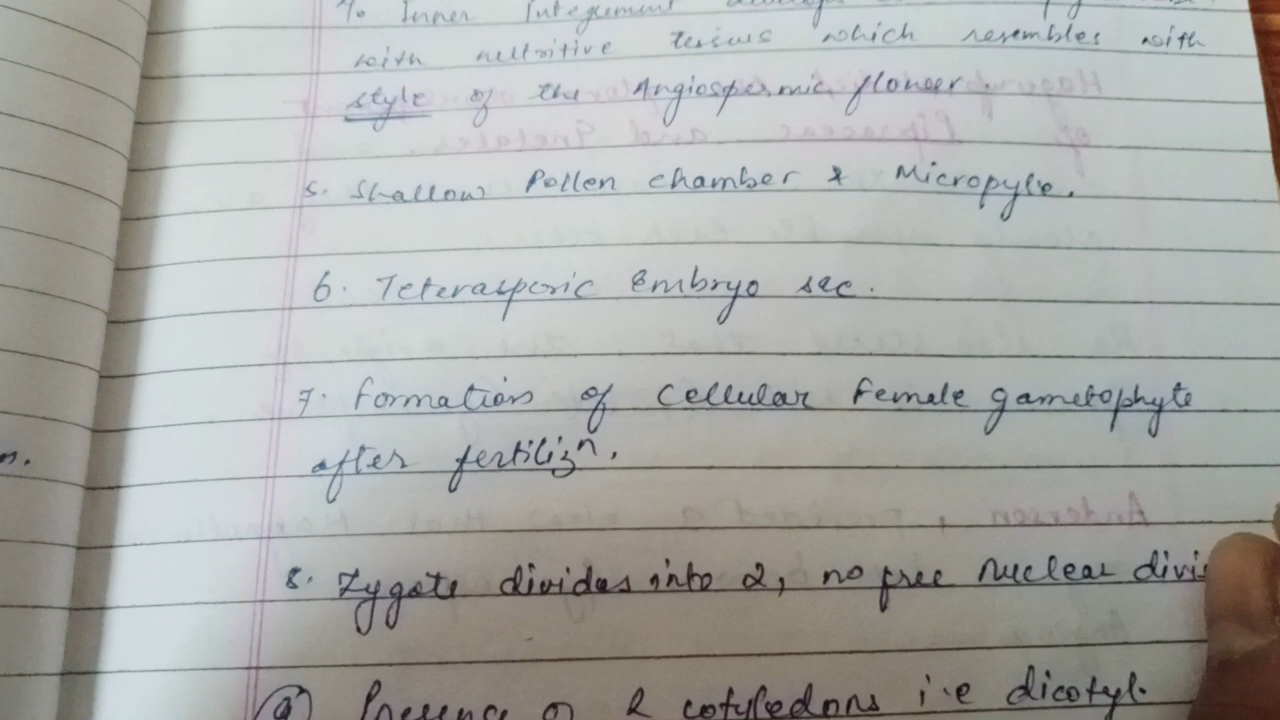 4. Inner Integument
with nutritive tissue which resembles with
style of the Angiospermic flower.
5. Shallow Pollen chamber & Micropyle.
6. Teterasporic Embryo sac.
7. Formation of Cellular Female gametophyte
after fertilizn.
8. Zygote divides into 2, no free nuclear divi
9 Presence of 2 cotyledons i.e dicotyl.